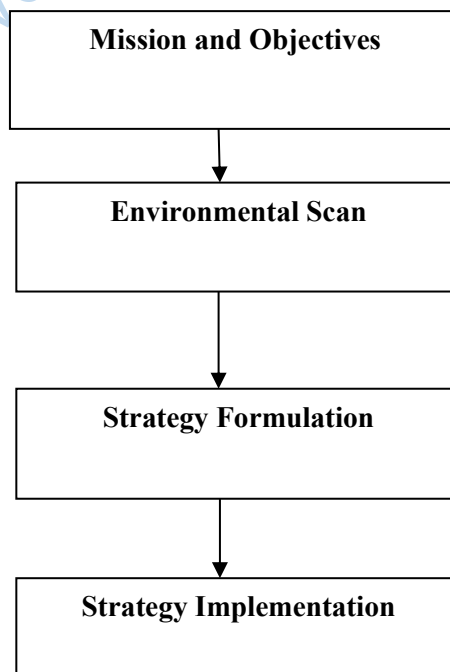 Mission and Objectives
Environmental Scan
Strategy Formulation
Strategy Implementation